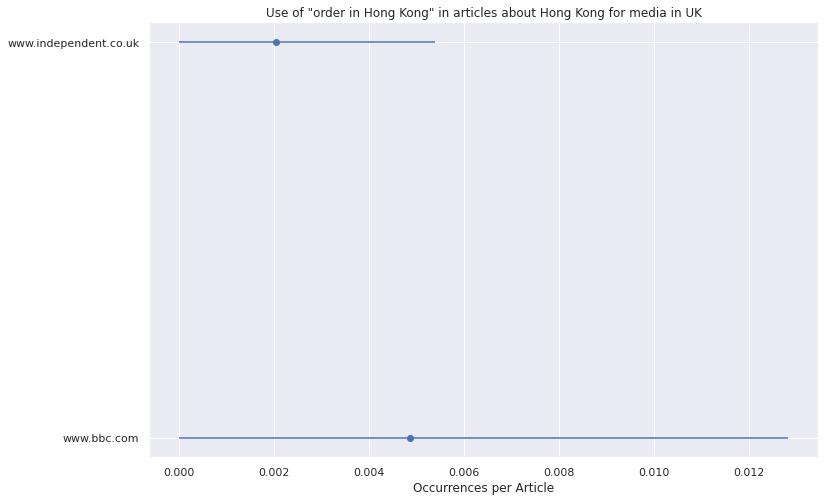 Use of "order in Hong Kong" in articles about Hong Kong for media in UK
www.independent.co.uk
www.bbc.com
0.000 0.002 0.004 0.006 0.008 0.010 0.012
Occurrences per Article